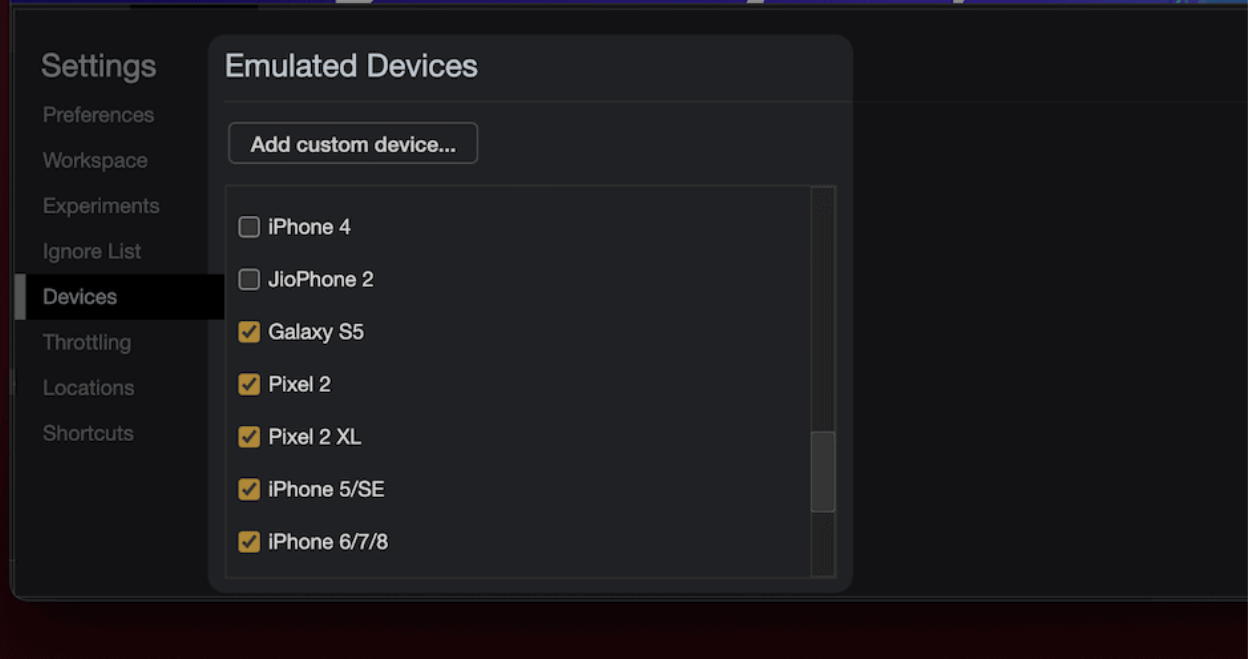 Settings
Preferences
Workspace
Experiments
Ignore List
Devices
Throttling
Locations
Shortcuts
Emulated Devices
Add custom device...
iPhone 4
JioPhone 2
Galaxy S5
Pixel 2
Pixel 2 XL
iPhone 5/SE
iPhone 6/7/8